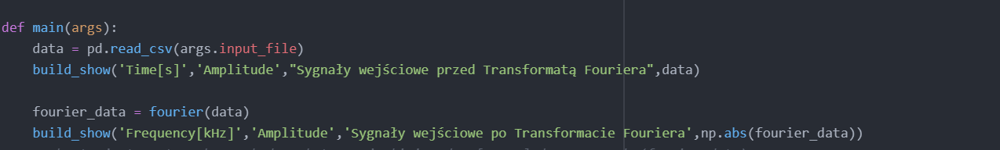 def main(args):
    data = pd.read_csv(args.input_file)
    build_show('Time[s]','Amplitude',"Sygnały wejściowe przed Transformatą Fouriera",data)
    fourier_data = fourier(data)
    build_show('Frequency[kHz]','Amplitude','Sygnały wejściowe po Transformacie Fouriera',np.abs(fourier_data))